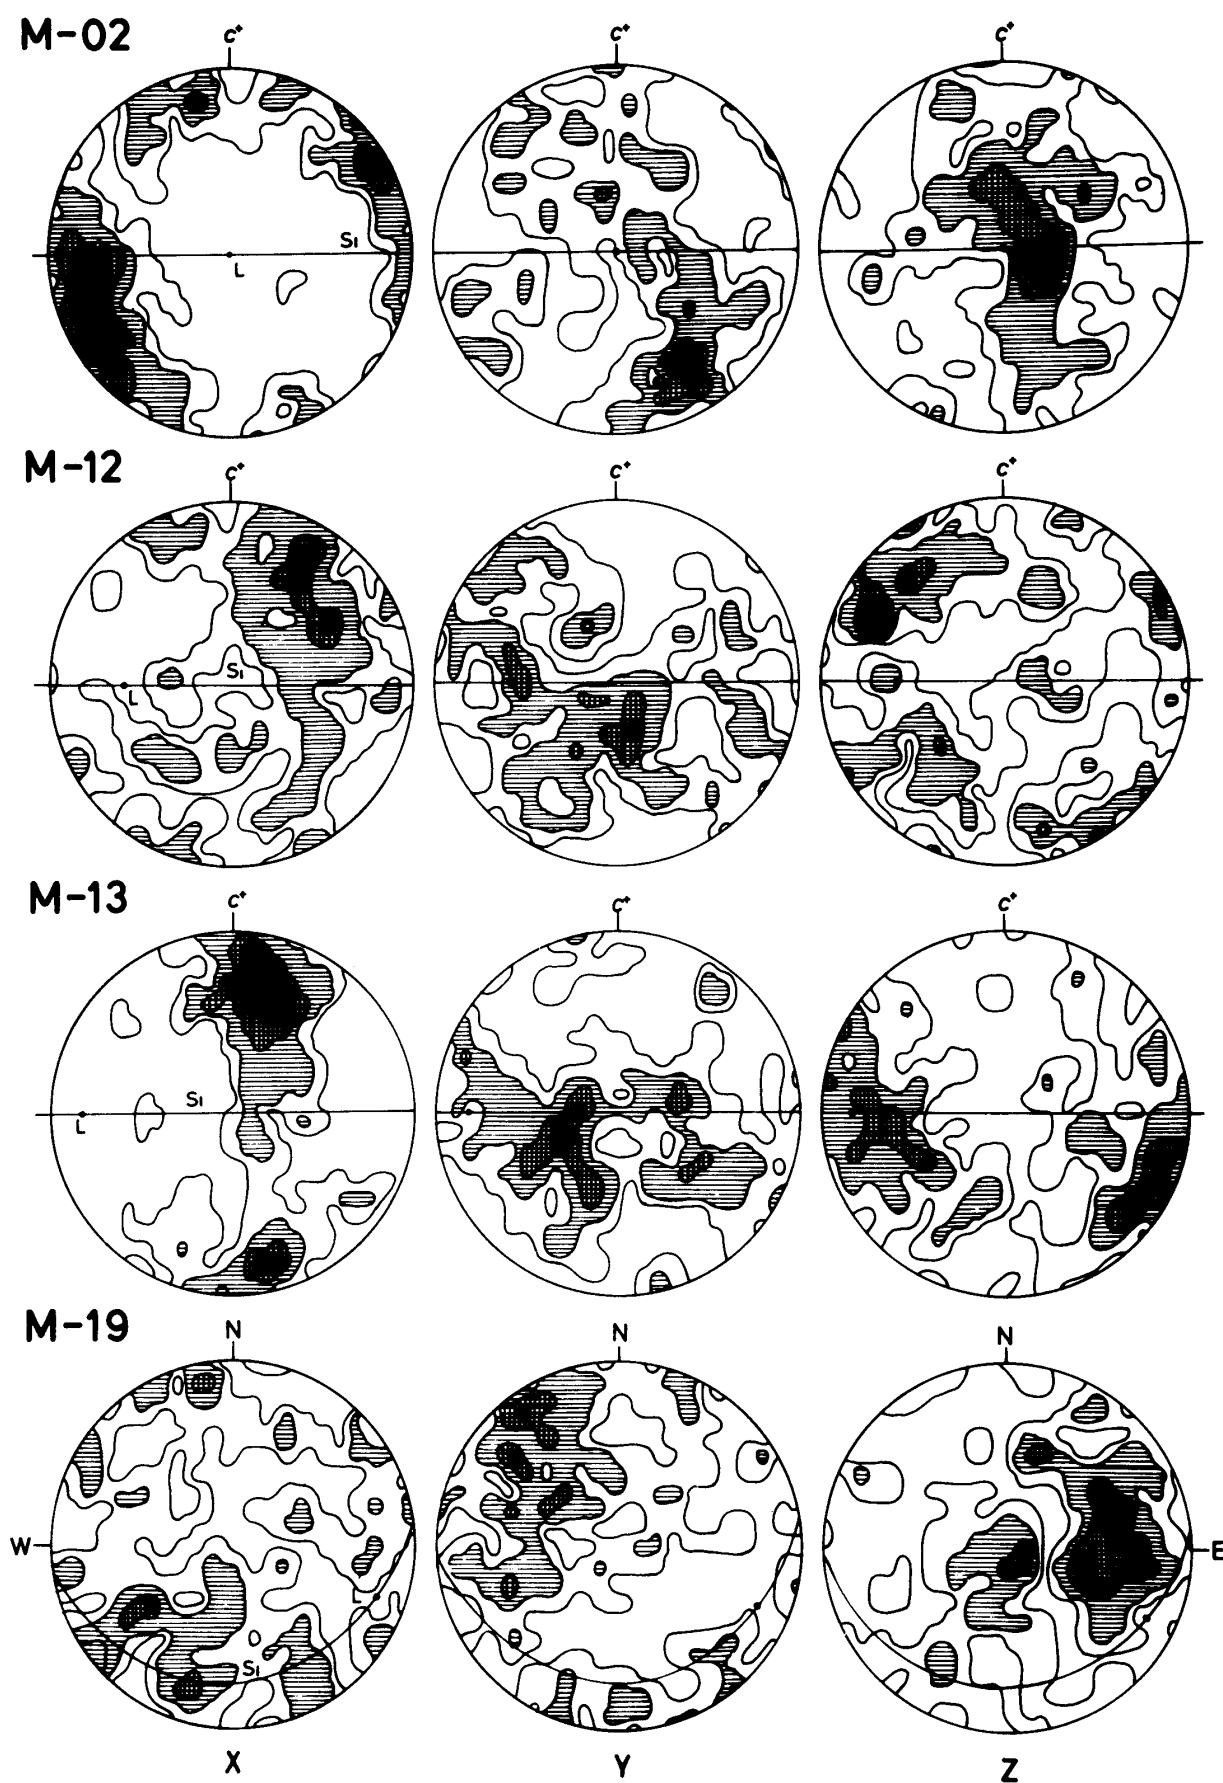 M-02
C⁺ C⁺ C⁺
S₁
L
M-12
C⁺ C⁺ C⁺
S₁
L
M-13
C⁺ C⁺ C⁺
S₁
L
M-19
N N N
W E
L
S₁
X Y Z